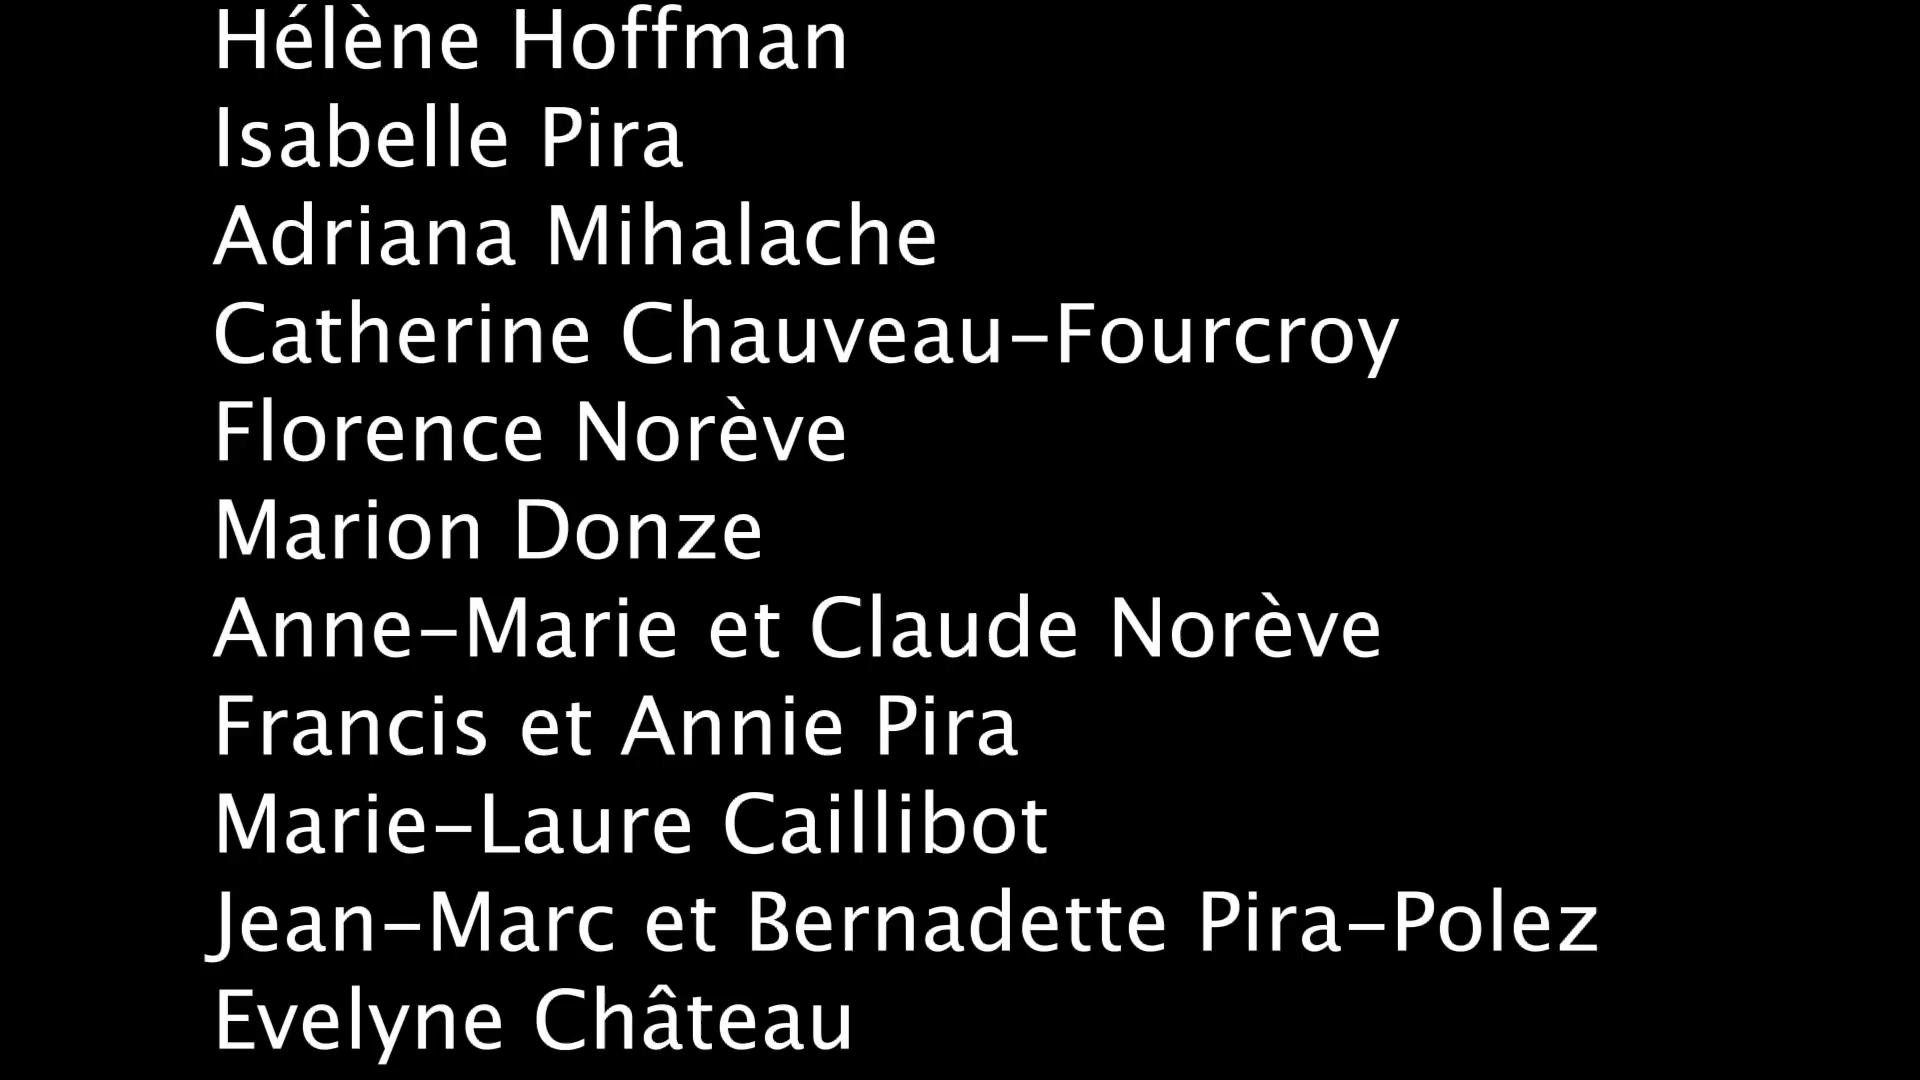 Hélène Hoffman
Isabelle Pira
Adriana Mihalache
Catherine Chauveau-Fourcroy
Florence Norève
Marion Donze
Anne-Marie et Claude Norève
Francis et Annie Pira
Marie-Laure Caillibot
Jean-Marc et Bernadette Pira-Polez
Evelyne Château